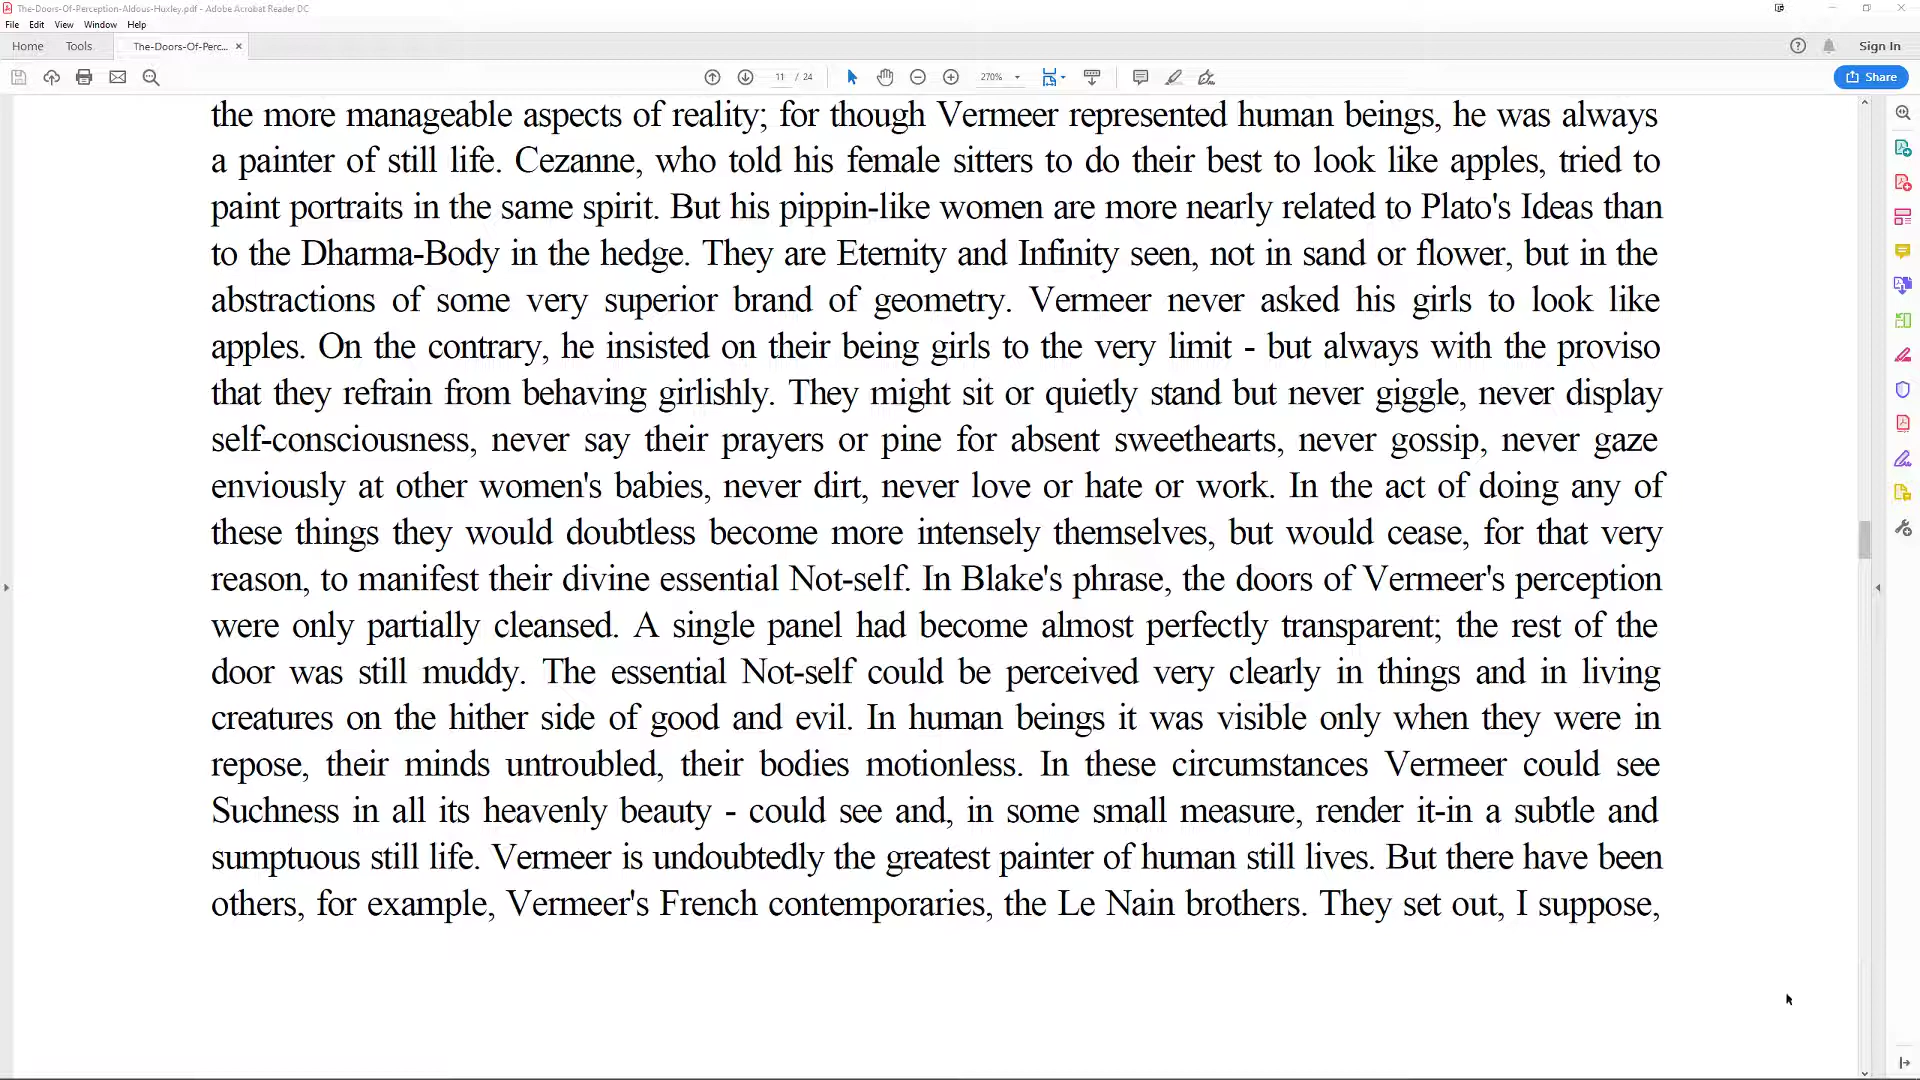 The-Doors-Of-Perception-Aldous-Huxley.pdf - Adobe Acrobat Reader DC
File Edit View Window Help
Home Tools The-Doors-Of-Perc... × Sign In
11 / 24 270% Share
the more manageable aspects of reality; for though Vermeer represented human beings, he was always
a painter of still life. Cezanne, who told his female sitters to do their best to look like apples, tried to
paint portraits in the same spirit. But his pippin-like women are more nearly related to Plato's Ideas than
to the Dharma-Body in the hedge. They are Eternity and Infinity seen, not in sand or flower, but in the
abstractions of some very superior brand of geometry. Vermeer never asked his girls to look like
apples. On the contrary, he insisted on their being girls to the very limit - but always with the proviso
that they refrain from behaving girlishly. They might sit or quietly stand but never giggle, never display
self-consciousness, never say their prayers or pine for absent sweethearts, never gossip, never gaze
enviously at other women's babies, never dirt, never love or hate or work. In the act of doing any of
these things they would doubtless become more intensely themselves, but would cease, for that very
reason, to manifest their divine essential Not-self. In Blake's phrase, the doors of Vermeer's perception
were only partially cleansed. A single panel had become almost perfectly transparent; the rest of the
door was still muddy. The essential Not-self could be perceived very clearly in things and in living
creatures on the hither side of good and evil. In human beings it was visible only when they were in
repose, their minds untroubled, their bodies motionless. In these circumstances Vermeer could see
Suchness in all its heavenly beauty - could see and, in some small measure, render it-in a subtle and
sumptuous still life. Vermeer is undoubtedly the greatest painter of human still lives. But there have been
others, for example, Vermeer's French contemporaries, the Le Nain brothers. They set out, I suppose,